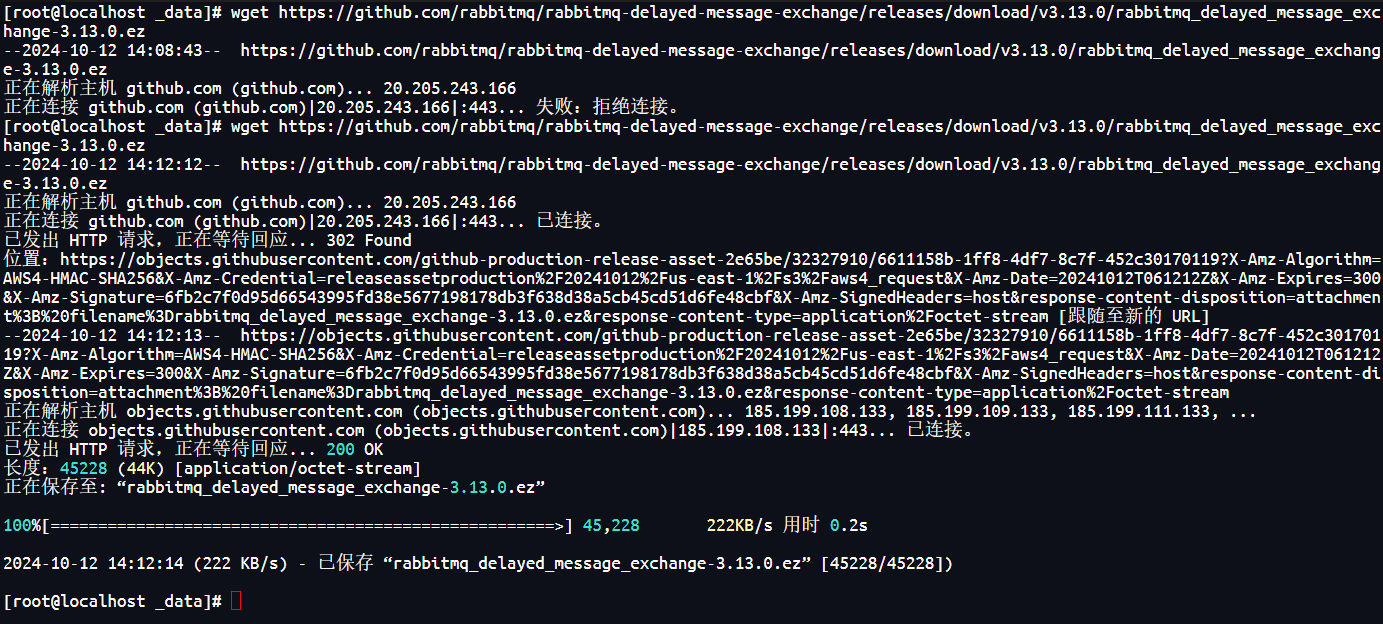 [root@localhost _data]# wget https://github.com/rabbitmq/rabbitmq-delayed-message-exchange/releases/download/v3.13.0/rabbitmq_delayed_message_exc
hange-3.13.0.ez
--2024-10-12 14:08:43--  https://github.com/rabbitmq/rabbitmq-delayed-message-exchange/releases/download/v3.13.0/rabbitmq_delayed_message_exchang
e-3.13.0.ez
正在解析主机 github.com (github.com)... 20.205.243.166
正在连接 github.com (github.com)|20.205.243.166|:443... 失败：拒绝连接。
[root@localhost _data]# wget https://github.com/rabbitmq/rabbitmq-delayed-message-exchange/releases/download/v3.13.0/rabbitmq_delayed_message_exc
hange-3.13.0.ez
--2024-10-12 14:12:12--  https://github.com/rabbitmq/rabbitmq-delayed-message-exchange/releases/download/v3.13.0/rabbitmq_delayed_message_exchang
e-3.13.0.ez
正在解析主机 github.com (github.com)... 20.205.243.166
正在连接 github.com (github.com)|20.205.243.166|:443... 已连接。
已发出 HTTP 请求，正在等待回应... 302 Found
位置：https://objects.githubusercontent.com/github-production-release-asset-2e65be/32327910/6611158b-1ff8-4df7-8c7f-452c30170119?X-Amz-Algorithm=
AWS4-HMAC-SHA256&X-Amz-Credential=releaseassetproduction%2F20241012%2Fus-east-1%2Fs3%2Faws4_request&X-Amz-Date=20241012T061212Z&X-Amz-Expires=300
&X-Amz-Signature=6fb2c7f0d95d66543995fd38e5677198178db3f638d38a5cb45cd51d6fe48cbf&X-Amz-SignedHeaders=host&response-content-disposition=attachmen
t%3B%20filename%3Drabbitmq_delayed_message_exchange-3.13.0.ez&response-content-type=application%2Foctet-stream [跟随至新的 URL]
--2024-10-12 14:12:13--  https://objects.githubusercontent.com/github-production-release-asset-2e65be/32327910/6611158b-1ff8-4df7-8c7f-452c301701
19?X-Amz-Algorithm=AWS4-HMAC-SHA256&X-Amz-Credential=releaseassetproduction%2F20241012%2Fus-east-1%2Fs3%2Faws4_request&X-Amz-Date=20241012T061212
Z&X-Amz-Expires=300&X-Amz-Signature=6fb2c7f0d95d66543995fd38e5677198178db3f638d38a5cb45cd51d6fe48cbf&X-Amz-SignedHeaders=host&response-content-di
sposition=attachment%3B%20filename%3Drabbitmq_delayed_message_exchange-3.13.0.ez&response-content-type=application%2Foctet-stream
正在解析主机 objects.githubusercontent.com (objects.githubusercontent.com)... 185.199.108.133, 185.199.109.133, 185.199.111.133, ...
正在连接 objects.githubusercontent.com (objects.githubusercontent.com)|185.199.108.133|:443... 已连接。
已发出 HTTP 请求，正在等待回应... 200 OK
长度：45228 (44K) [application/octet-stream]
正在保存至: “rabbitmq_delayed_message_exchange-3.13.0.ez”
100%[=====================================================>] 45,228      222KB/s 用时 0.2s
2024-10-12 14:12:14 (222 KB/s) - 已保存 “rabbitmq_delayed_message_exchange-3.13.0.ez” [45228/45228])
[root@localhost _data]#